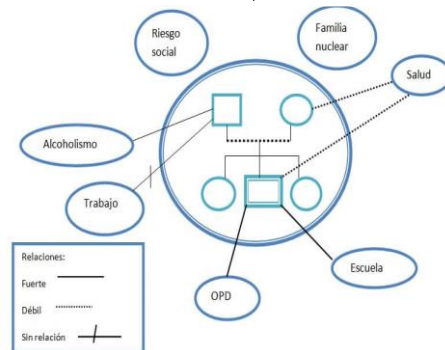 Riesgo
social
Familia
nuclear
Salud
Alcoholismo
Trabajo
Escuela
OPD
Relaciones:
Fuerte
Débil
Sin relación